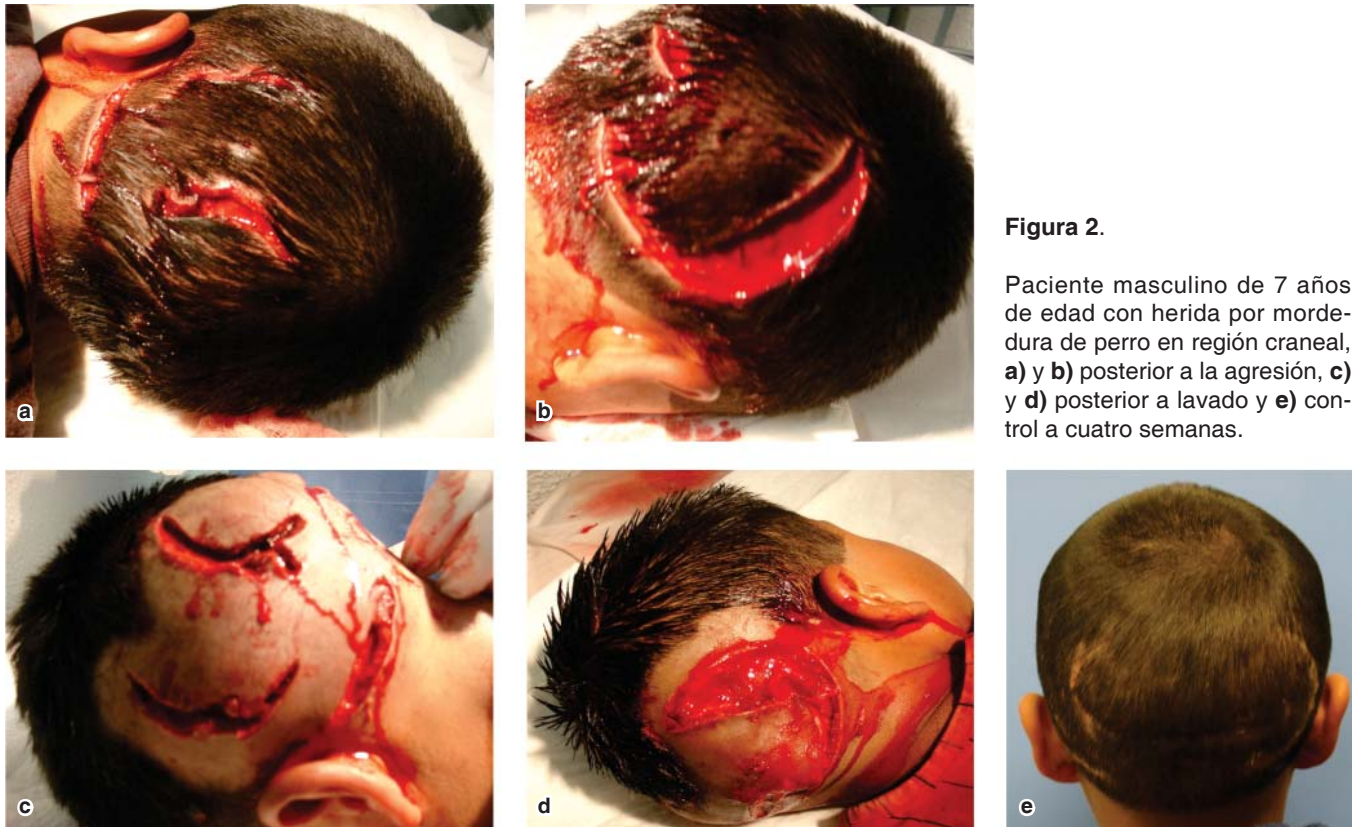 a
b
Figura 2.
Paciente masculino de 7 años
de edad con herida por morde-
dura de perro en región craneal,
a) y b) posterior a la agresión, c)
y d) posterior a lavado y e) con-
trol a cuatro semanas.
c
d
e